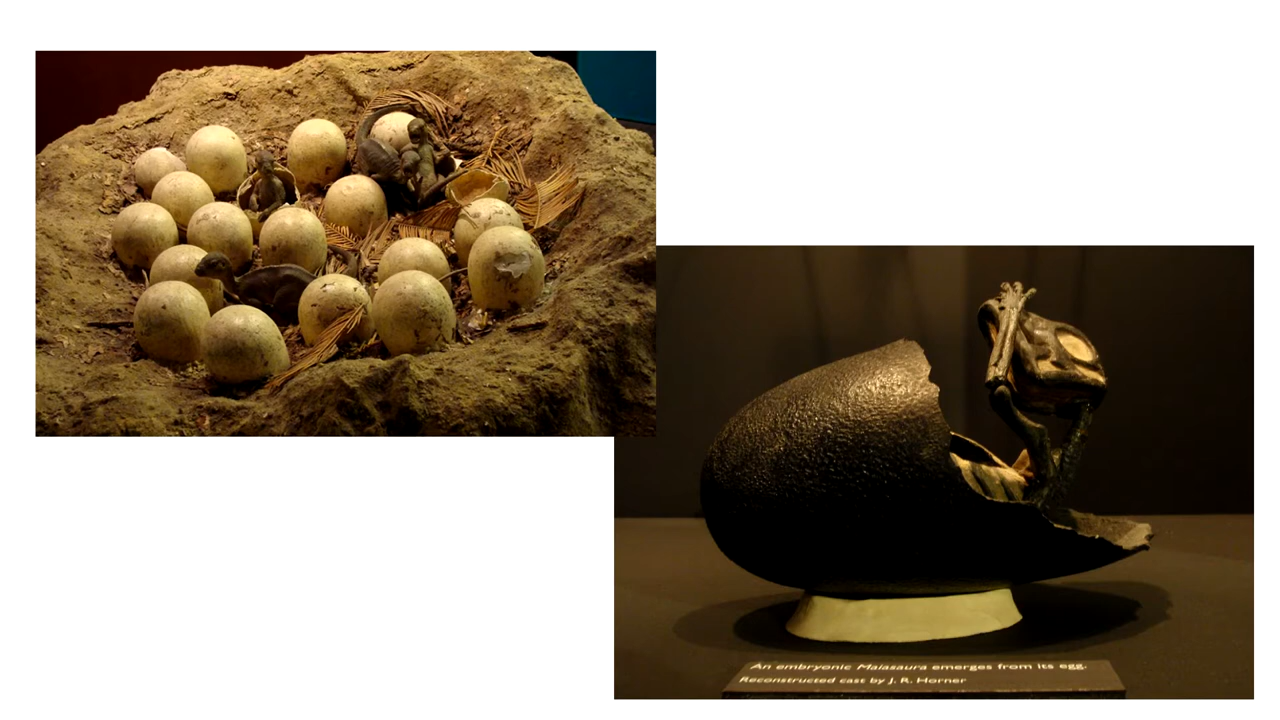 An embryonic Maiasaura emerges from its egg.
Reconstructed cast by J. R. Horner